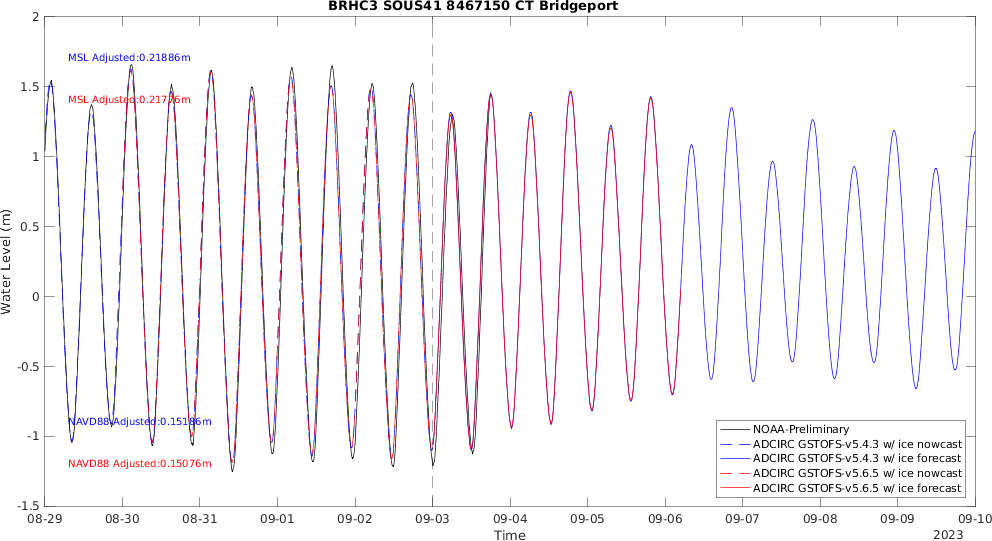 BRHC3 SOUS41 8467150 CT Bridgeport
2
1.5
1
0.5
0
-0.5
-1
-1.5
Water Level (m)
MSL Adjusted:0.21886m
MSL Adjusted:0.21776m
NAVD88 Adjusted:0.15186m
NAVD88 Adjusted:0.15076m
NOAA-Preliminary
ADCIRC GSTOFS-v5.4.3 w/ ice nowcast
ADCIRC GSTOFS-v5.4.3 w/ ice forecast
ADCIRC GSTOFS-v5.6.5 w/ ice nowcast
ADCIRC GSTOFS-v5.6.5 w/ ice forecast
08-29 08-30 08-31 09-01 09-02 09-03 09-04 09-05 09-06 09-07 09-08 09-09 09-10
Time
2023